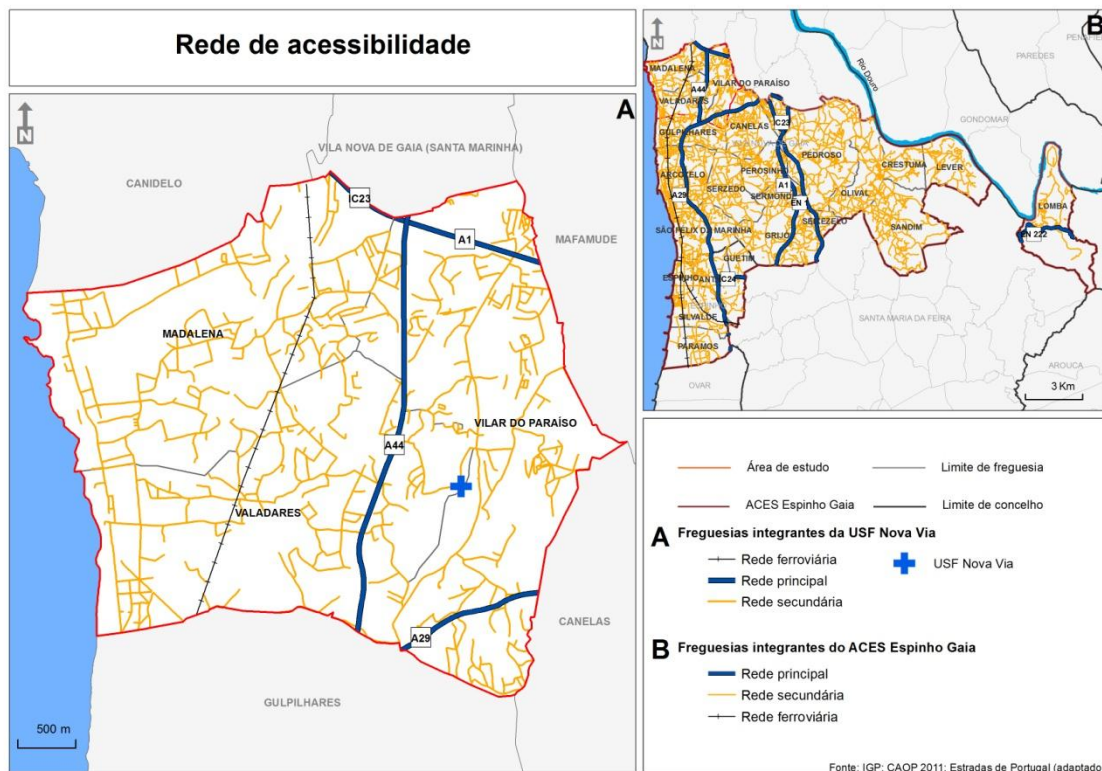 Rede de acessibilidade
A
N
VILA NOVA DE GAIA (SANTA MARINHA)
CANIDELO
IC23
A1
MAFAMUDE
MADALENA
VILAR DO PARAÍSO
A44
VALADARES
CANELAS
A29
GULPILHARES
500 m
B
N
PAREDES
MADALENA
VILAR DO PARAÍSO
Rio Douro
A44
VALADARES
GONDOMAR
IC23
GULPILHARES
CANELAS
PEDROSO
CRESTUMA
LEVER
ARCOZELO
PEROSINHO
A29
SERZEDO
A1
SERMONDE
OLIVAL
EN 1
LOMBA
SEIXEZELO
SÃO FÉLIX DA MARINHA
GRIJÓ
SANDIM
EN 222
GUETIM
ESPINHO
ANTA
IC24
SILVALDE
SANTA MARIA DA FEIRA
PARAMOS
AROUCA
OVAR
3 Km
Área de estudo
Limite de freguesia
ACES Espinho Gaia
Limite de concelho
A Freguesias integrantes da USF Nova Via
Rede ferroviária
USF Nova Via
Rede principal
Rede secundária
B Freguesias integrantes do ACES Espinho Gaia
Rede principal
Rede secundária
Rede ferroviária
Fonte: IGP: CAOP 2011; Estradas de Portugal (adaptado